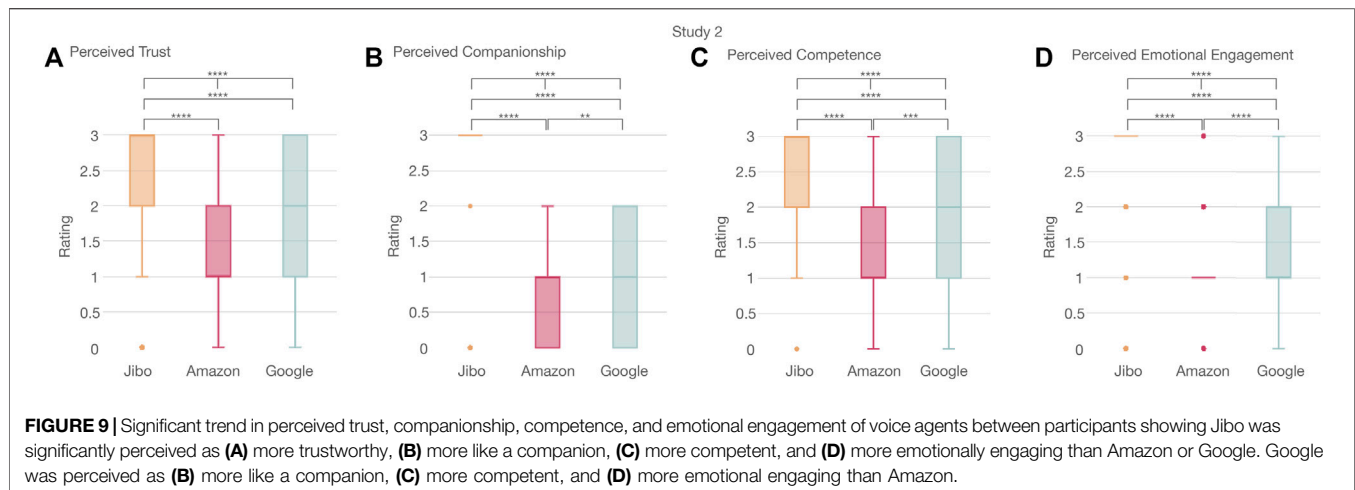 Study 2
A Perceived Trust
B Perceived Companionship
C Perceived Competence
D Perceived Emotional Engagement
****
****
****
Rating
3
2.5
2
1.5
1
0.5
0
Jibo Amazon Google
****
****
**** **
Rating
3
2.5
2
1.5
1
0.5
0
Jibo Amazon Google
****
****
**** ***
Rating
3
2.5
2
1.5
1
0.5
0
Jibo Amazon Google
****
****
**** ****
Rating
3
2.5
2
1.5
1
0.5
0
Jibo Amazon Google
FIGURE 9 | Significant trend in perceived trust, companionship, competence, and emotional engagement of voice agents between participants showing Jibo was
significantly perceived as (A) more trustworthy, (B) more like a companion, (C) more competent, and (D) more emotionally engaging than Amazon or Google. Google
was perceived as (B) more like a companion, (C) more competent, and (D) more emotional engaging than Amazon.